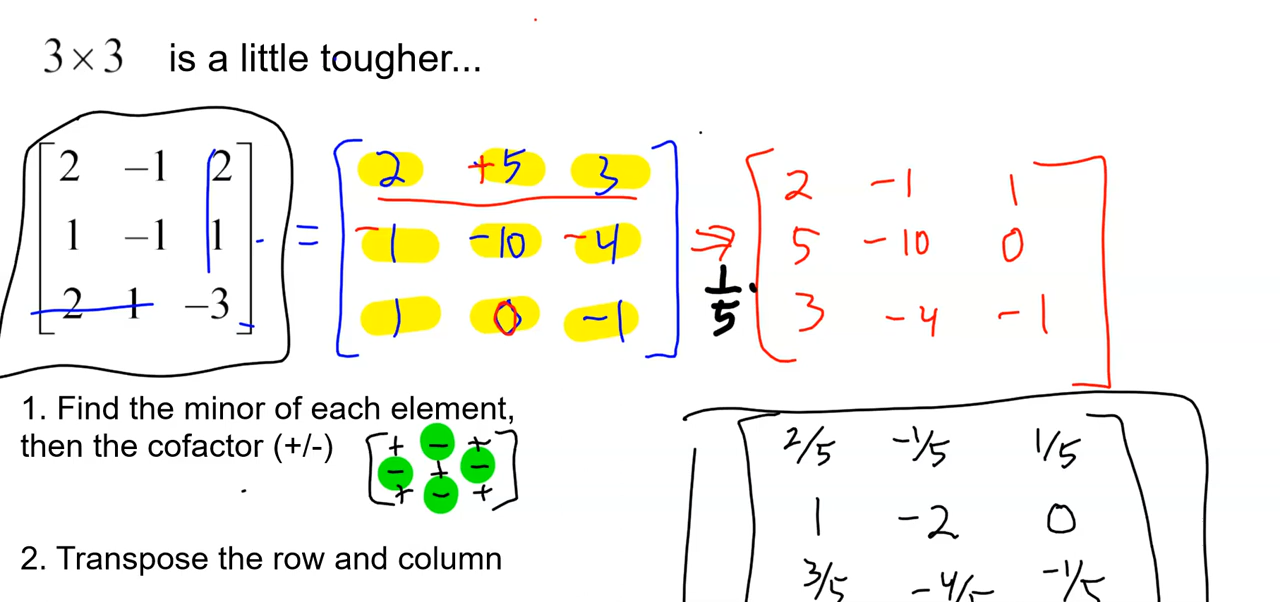 3×3 is a little tougher...
2 -1 2 2 +5 3 2 -1 1
1 -1 1 = -1 -10 -4 → 5 -10 0
2 1 -3 1 0 -1 1/5 · 3 -4 -1
1. Find the minor of each element,
then the cofactor (+/-)
+ - +
- + -
+ - +
2/5 -1/5 1/5
1 -2 0
3/5 -4/5 -1/5
2. Transpose the row and column